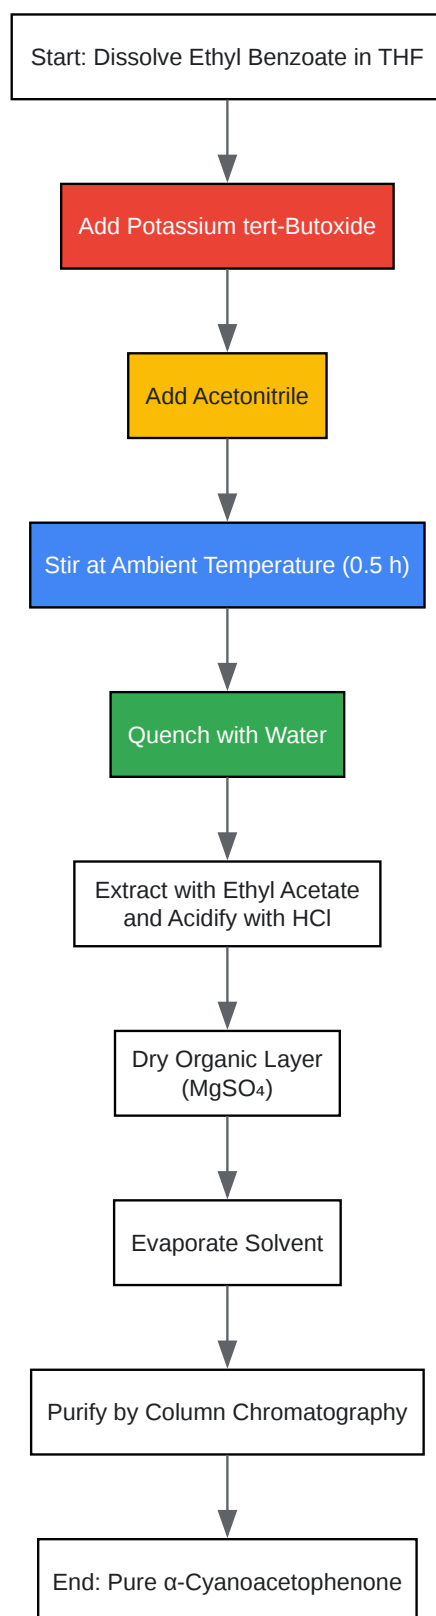 Start: Dissolve Ethyl Benzoate in THF
Add Potassium tert-Butoxide
Add Acetonitrile
Stir at Ambient Temperature (0.5 h)
Quench with Water
Extract with Ethyl Acetate
and Acidify with HCl
Dry Organic Layer
(MgSO₄)
Evaporate Solvent
Purify by Column Chromatography
End: Pure α-Cyanoacetophenone